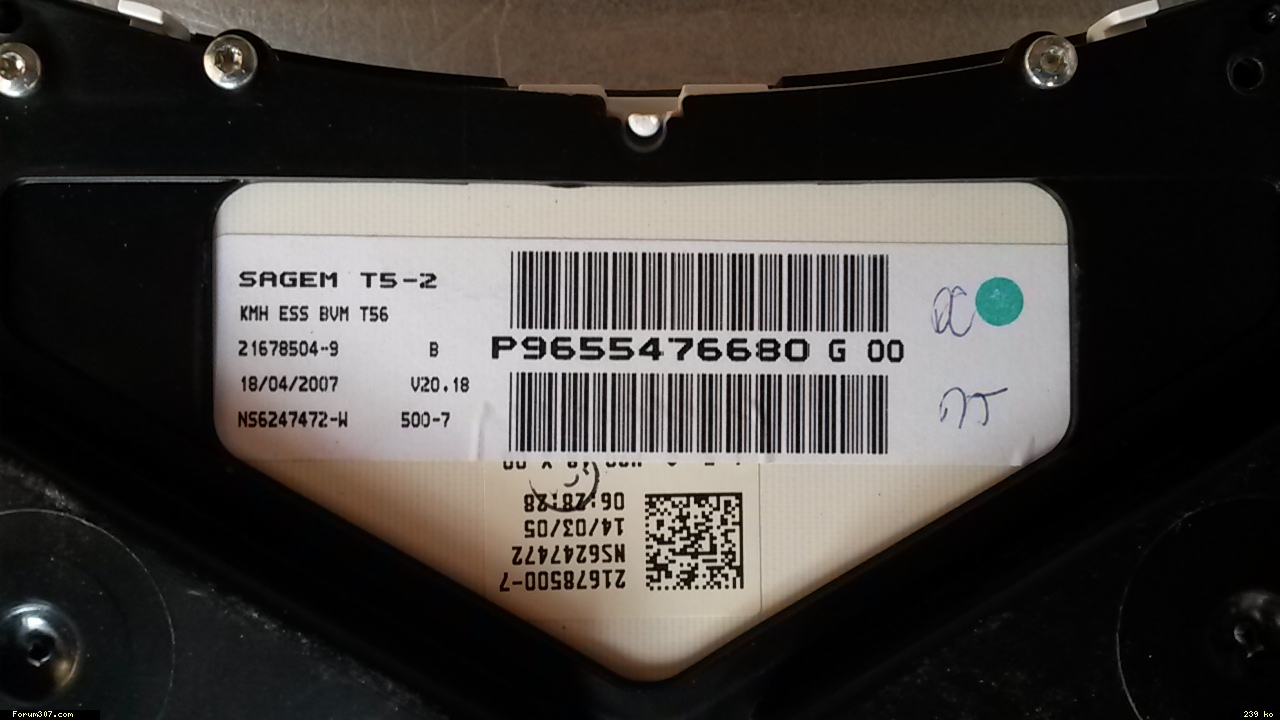 SAGEM T5-2
KMH ESS BVM T56
21678504-9 B
18/04/2007 V20.18
NS6247472-W 500-7
P9655476680 G 00
21678500-7
NS6247472
14/03/05
06:28:28
Forum307.com
239 ko